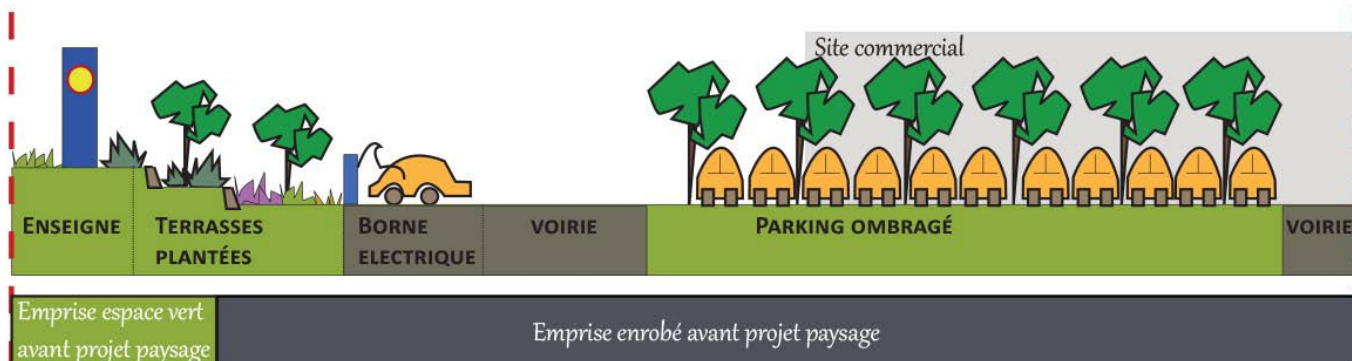 Site commercial
ENSEIGNE
TERRASSES
PLANTÉES
BORNE
ELECTRIQUE
VOIRIE
PARKING OMBRAGÉ
VOIRIE
Emprise espace vert
avant projet paysage
Emprise enrobé avant projet paysage